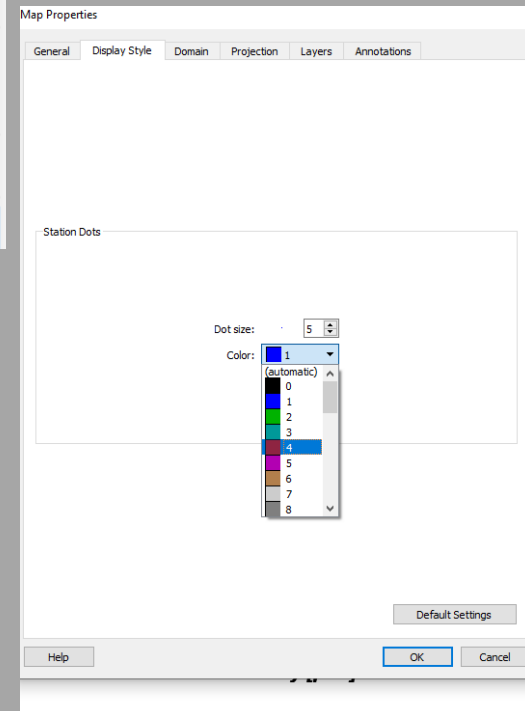 Map Properties
General Display Style Domain Projection Layers Annotations
Station Dots
Dot size: 5
Color: 1
(automatic)
0
1
2
3
4
5
6
7
8
Default Settings
Help OK Cancel